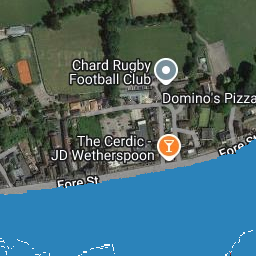 Chard Rugby
Football Club
Domino's Pizza
The Cerdic -
JD Wetherspoon
Fore St
Fore St